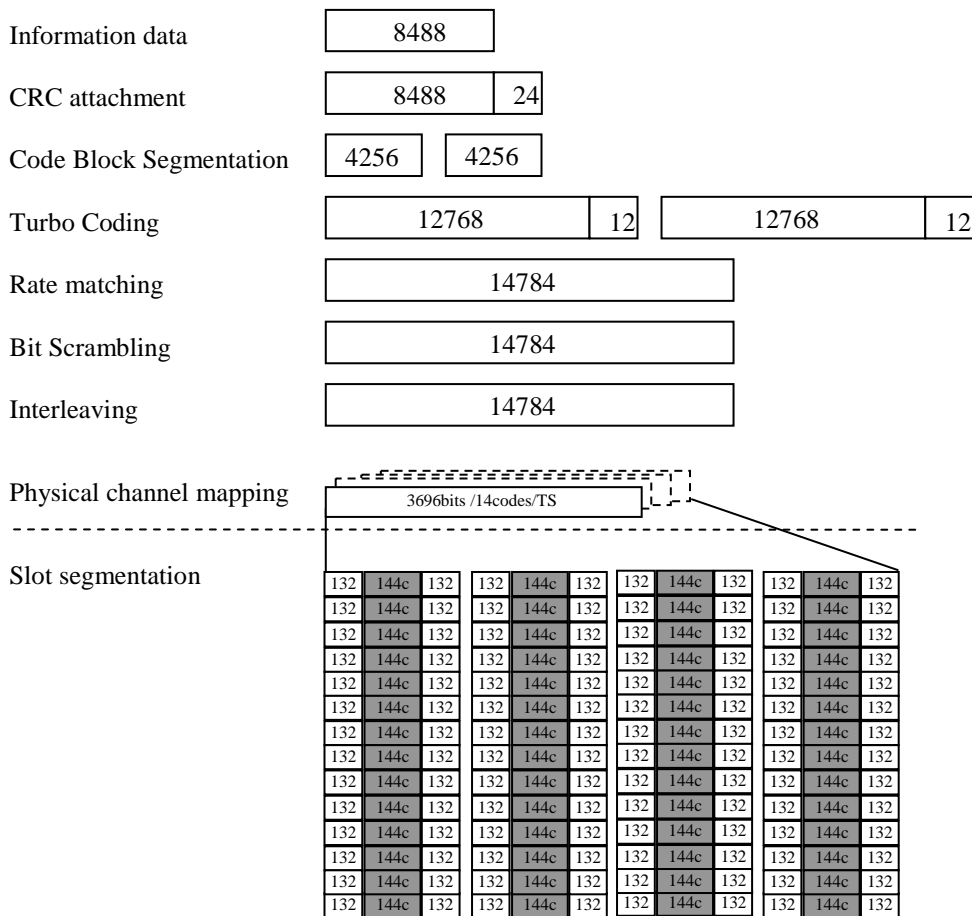 Information data 8488
CRC attachment 8488 24
Code Block Segmentation 4256 4256
Turbo Coding 12768 12 12768 12
Rate matching 14784
Bit Scrambling 14784
Interleaving 14784
Physical channel mapping 3696bits /14codes/TS
Slot segmentation
132 144c 132 132 144c 132 132 144c 132 132 144c 132
132 144c 132 132 144c 132 132 144c 132 132 144c 132
132 144c 132 132 144c 132 132 144c 132 132 144c 132
132 144c 132 132 144c 132 132 144c 132 132 144c 132
132 144c 132 132 144c 132 132 144c 132 132 144c 132
132 144c 132 132 144c 132 132 144c 132 132 144c 132
132 144c 132 132 144c 132 132 144c 132 132 144c 132
132 144c 132 132 144c 132 132 144c 132 132 144c 132
132 144c 132 132 144c 132 132 144c 132 132 144c 132
132 144c 132 132 144c 132 132 144c 132 132 144c 132
132 144c 132 132 144c 132 132 144c 132 132 144c 132
132 144c 132 132 144c 132 132 144c 132 132 144c 132
132 144c 132 132 144c 132 132 144c 132 132 144c 132
132 144c 132 132 144c 132 132 144c 132 132 144c 132